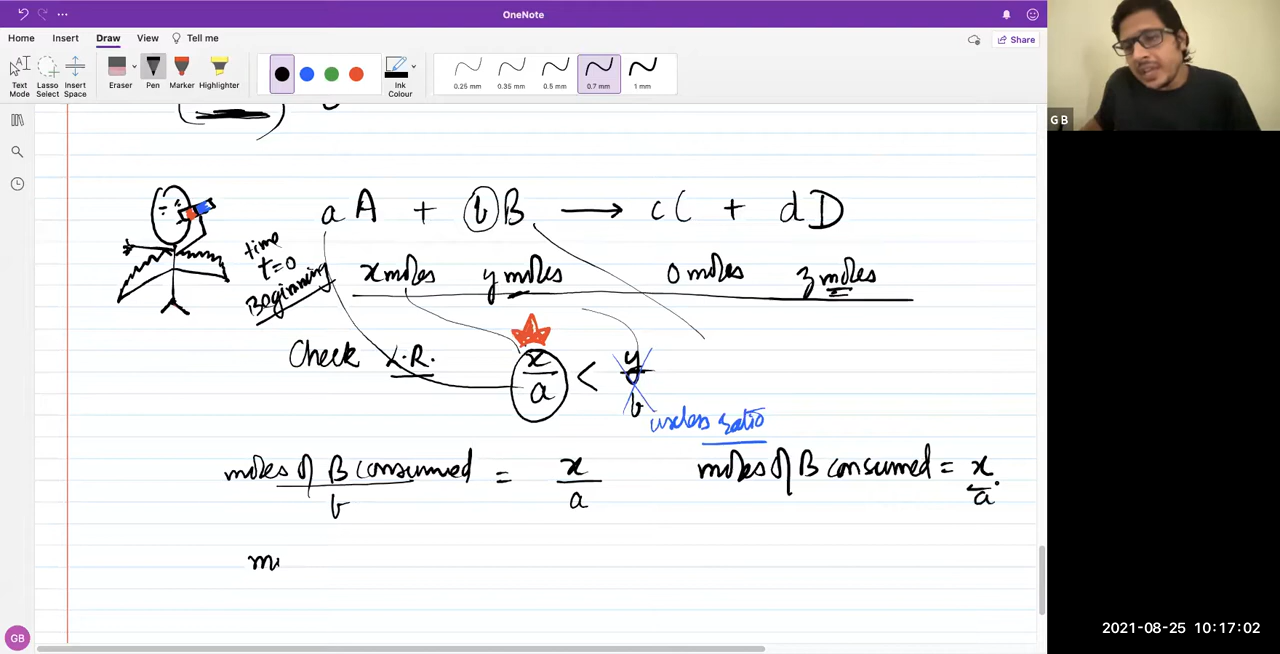 OneNote
Home Insert Draw View Tell me
Share
Text Mode Lasso Select Insert Space Eraser Pen Marker Highlighter Ink Colour 0.25 mm 0.35 mm 0.5 mm 0.7 mm 1 mm
GB
aA + bB → cC + dD
time t=0 Beginning
x moles y moles 0 moles z moles
Check L.R. x/a < y/b
useless ratio
moles of B consumed/b = x/a moles of B consumed = x/a.
mo
GB
2021-08-25 10:17:02